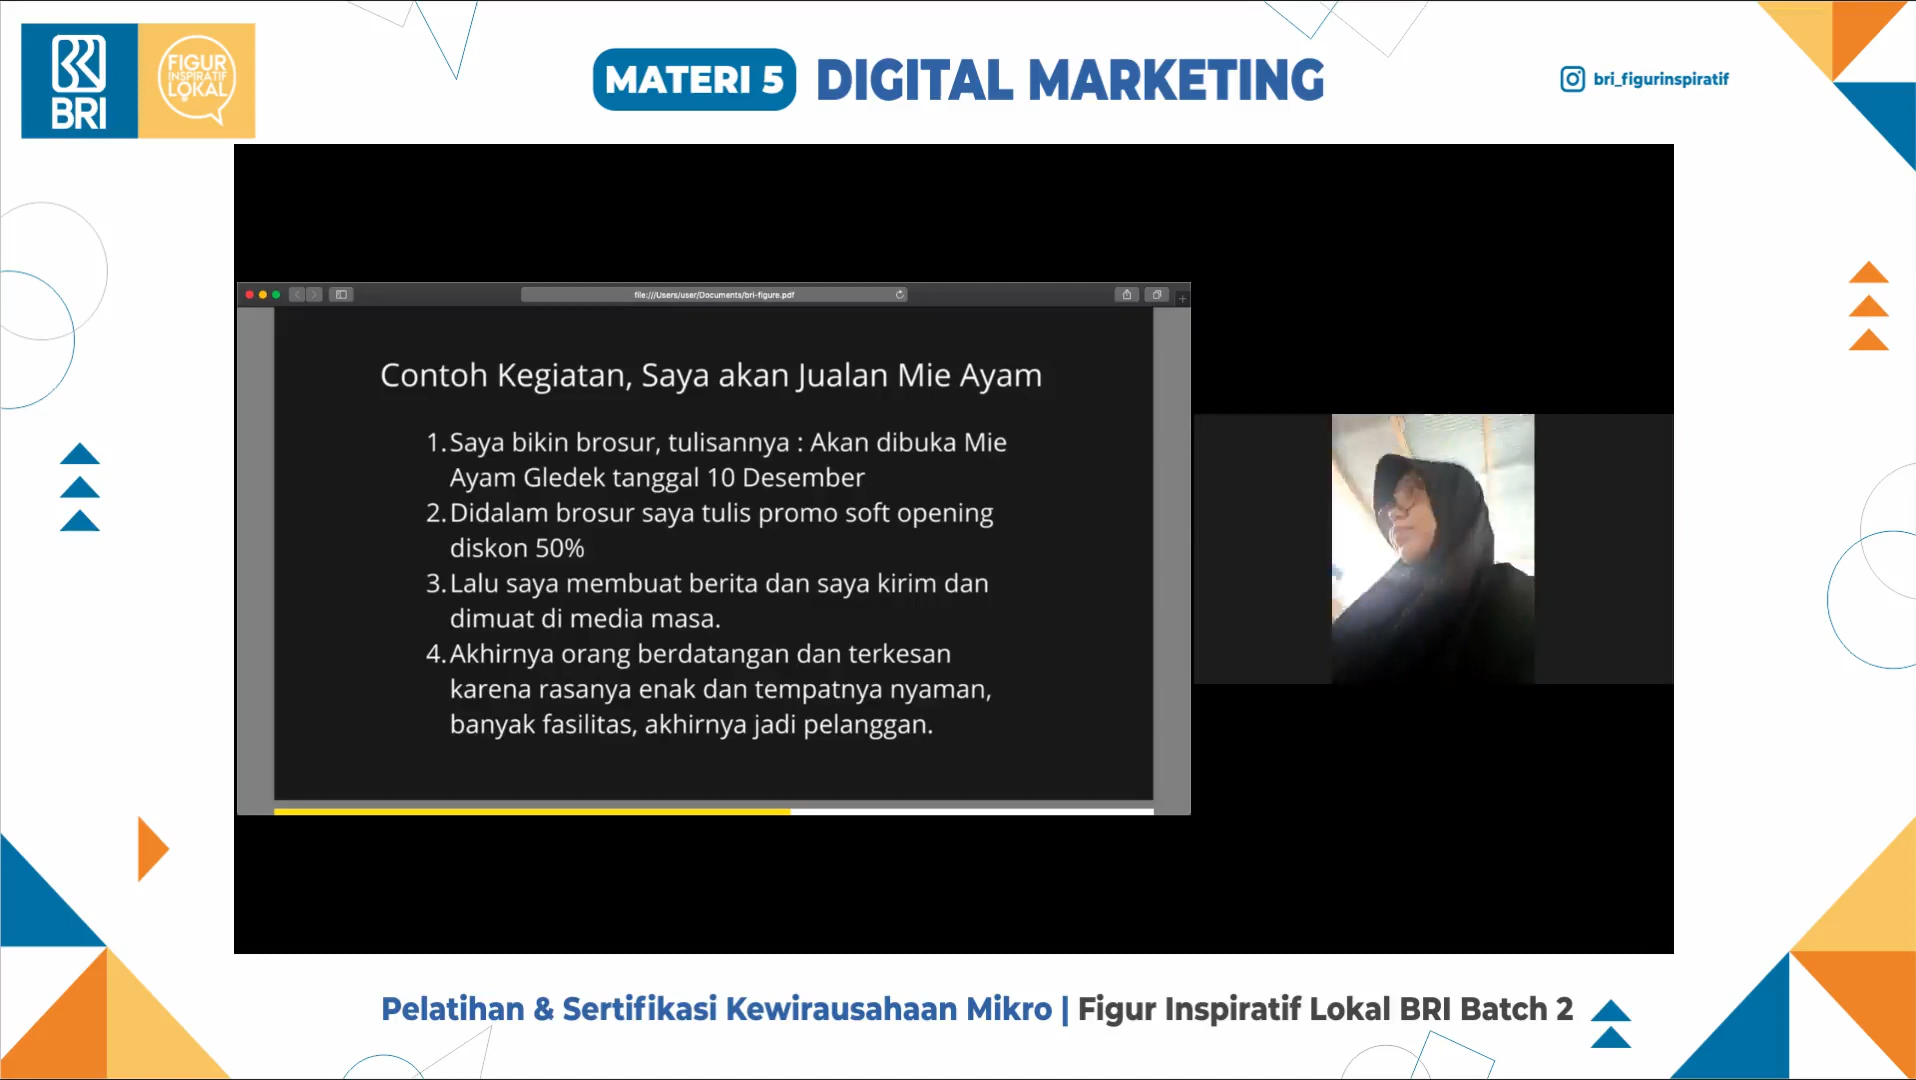 BRI
FIGUR
INSPIRATIF
LOKAL
MATERI 5 DIGITAL MARKETING
bri_figurinspiratif
file:///Users/user/Documents/bri-figure.pdf
Contoh Kegiatan, Saya akan Jualan Mie Ayam
1. Saya bikin brosur, tulisannya : Akan dibuka Mie
Ayam Gledek tanggal 10 Desember
2. Didalam brosur saya tulis promo soft opening
diskon 50%
3. Lalu saya membuat berita dan saya kirim dan
dimuat di media masa.
4. Akhirnya orang berdatangan dan terkesan
karena rasanya enak dan tempatnya nyaman,
banyak fasilitas, akhirnya jadi pelanggan.
Pelatihan & Sertifikasi Kewirausahaan Mikro | Figur Inspiratif Lokal BRI Batch 2